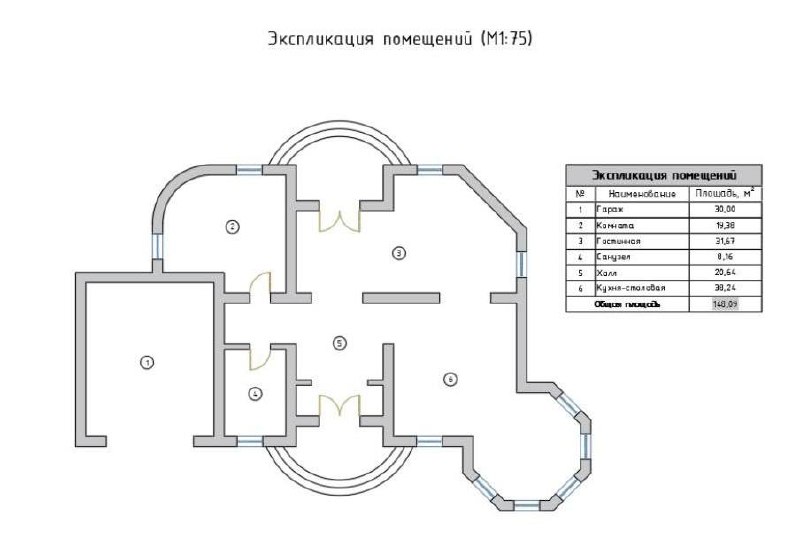 Экспликация помещений (М1:75)
Экспликация помещений
№ Наименование Площадь, м²
1 Гараж 30,00
2 Комната 19,38
3 Гостинная 31,67
4 Санузел 8,16
5 Холл 20,64
6 Кухня-столовая 38,24
Общая площадь 148,09
2
3
5
1
6
4